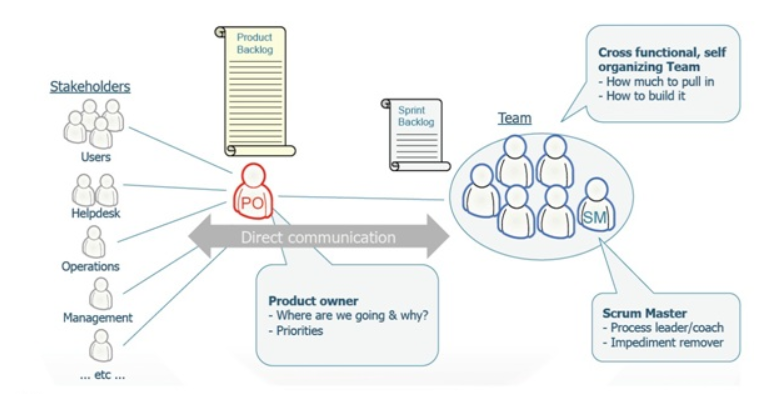 Product
Backlog
Cross functional, self
organizing Team
- How much to pull in
- How to build it
Stakeholders
Sprint
Backlog
Team
Users
PO
Helpdesk
SM
Direct communication
Operations
Product owner
- Where are we going & why?
- Priorities
Management
Scrum Master
- Process leader/coach
- Impediment remover
... etc ...